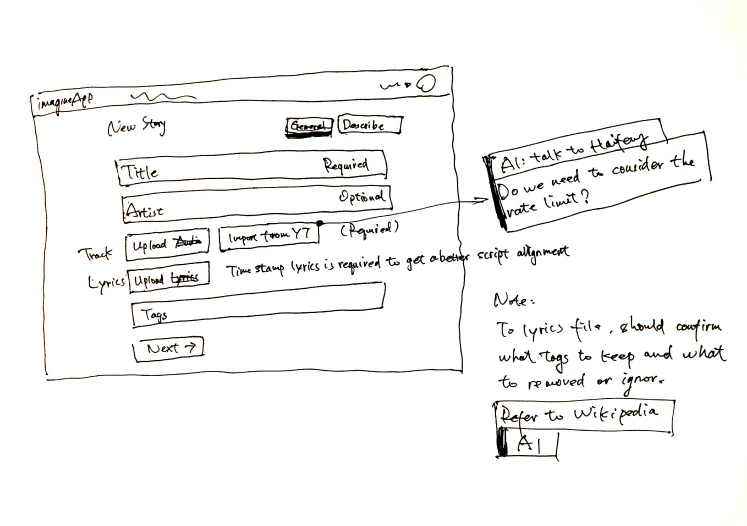 imagineApp
New Story
General
Describe
Title
Required
Artist
Optional
Track
Upload Audio
Import from YT
(Required)
Lyrics
Upload Lyrics
Time stamp lyrics is required to get a better script alignment
Tags
Next →
AI: talk to Haifeng
Do we need to consider the
rate limit?
Note:
To lyrics file, should confirm
what Tags to keep and what
to removed or ignor.
Refer to Wikipedia
AI